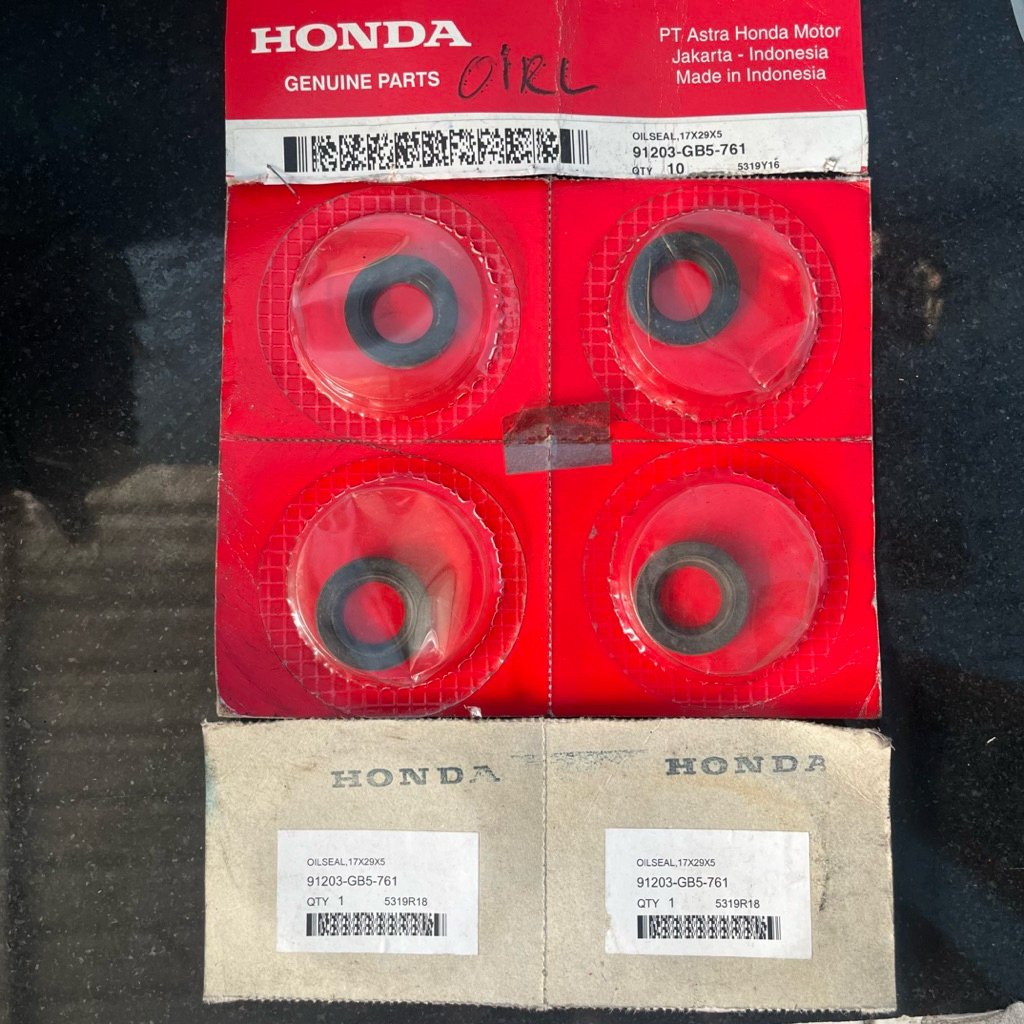 HONDA
GENUINE PARTS
OIRL
PT Astra Honda Motor
Jakarta - Indonesia
Made in Indonesia
OILSEAL,17X29X5
91203-GB5-761
QTY 10 5319Y16
HONDA
OILSEAL,17X29X5
91203-GB5-761
QTY 1 5319R18
HONDA
OILSEAL,17X29X5
91203-GB5-761
QTY 1 5319R18